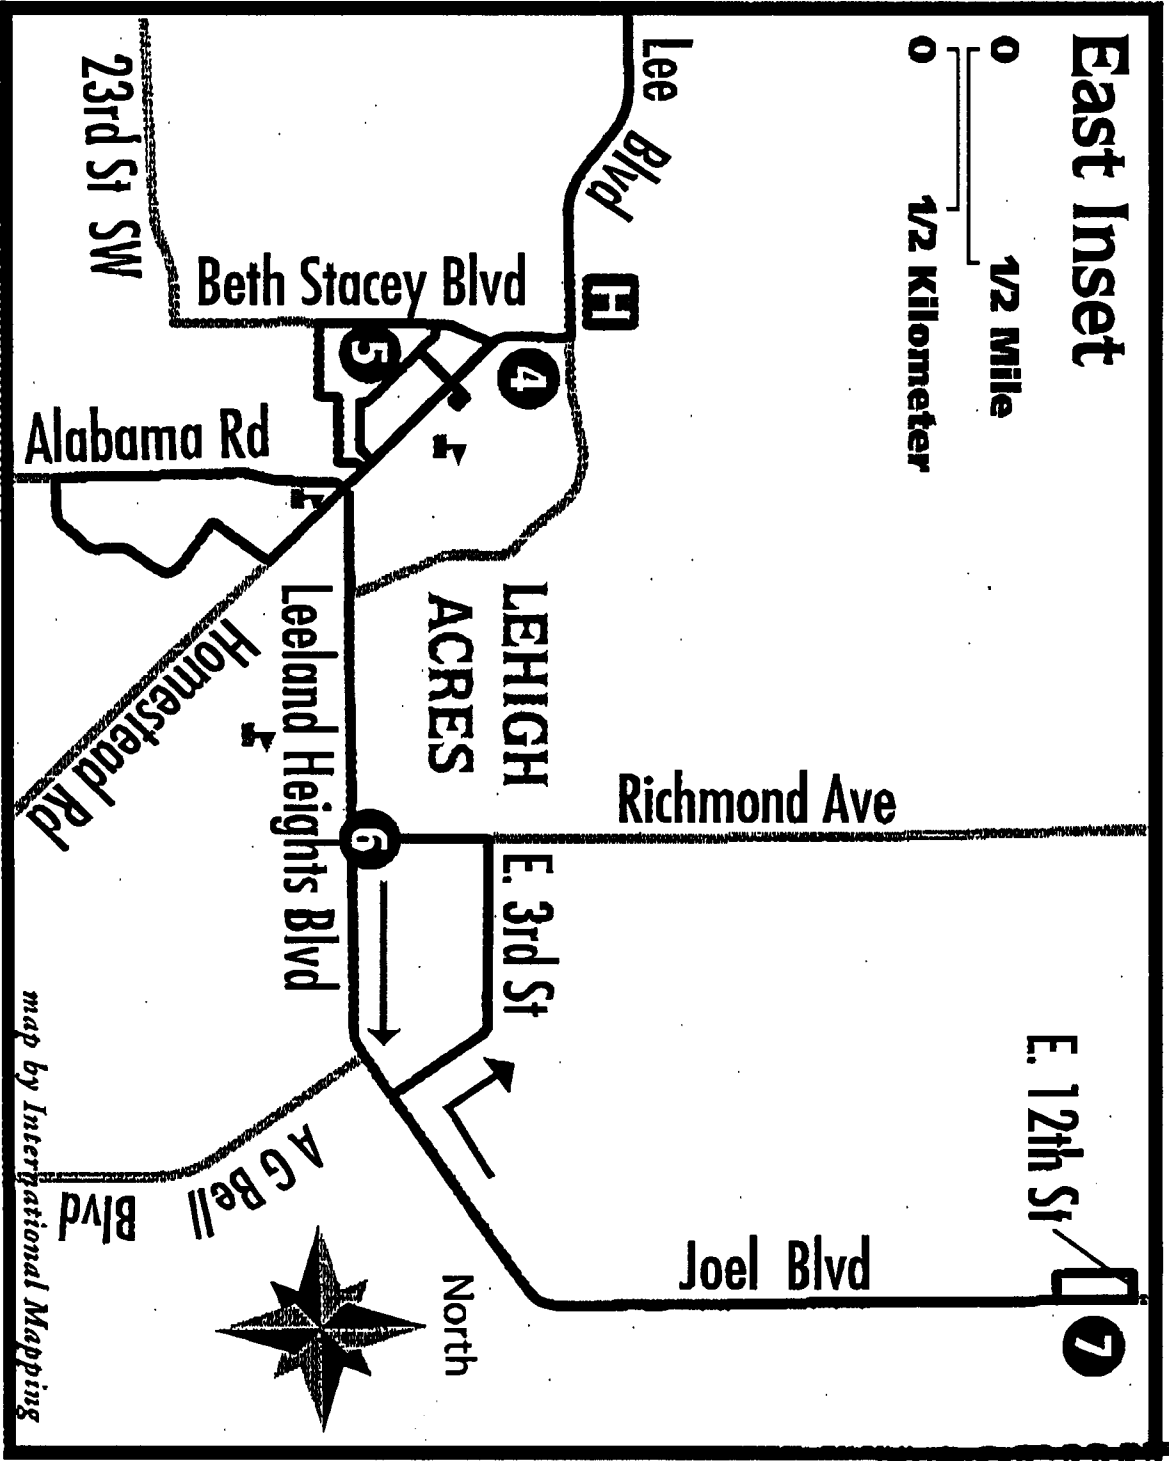 East Inset
0 1/2 Mile
0 1/2 Kilometer
Lee Blvd
H
E. 12th St
7
Richmond Ave
Joel Blvd
4
LEHIGH
ACRES
E. 3rd St
North
Beth Stacey Blvd
5
6
Leeland Heights Blvd
23rd St SW
Alabama Rd
Homestead Rd
A G Bell
Blvd
map by International Mapping